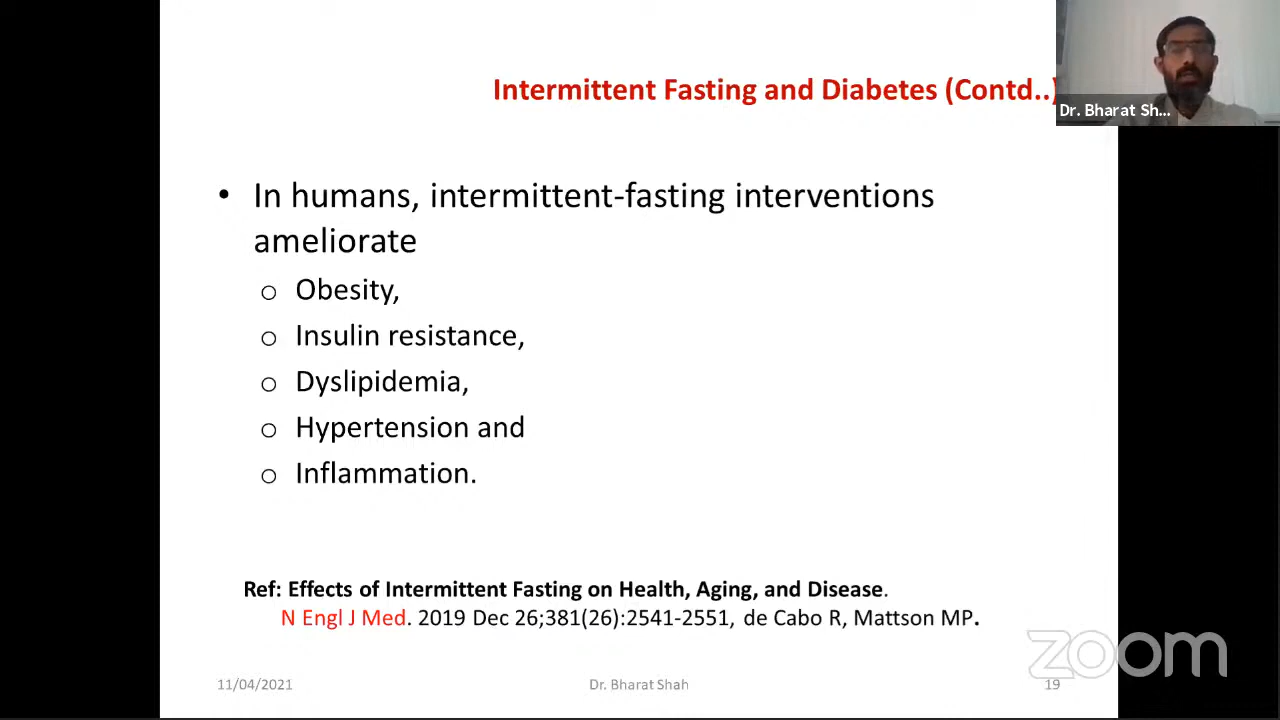 Intermittent Fasting and Diabetes (Contd..)
Dr. Bharat Sh...
• In humans, intermittent-fasting interventions
ameliorate
o Obesity,
o Insulin resistance,
o Dyslipidemia,
o Hypertension and
o Inflammation.
Ref: Effects of Intermittent Fasting on Health, Aging, and Disease.
N Engl J Med. 2019 Dec 26;381(26):2541-2551, de Cabo R, Mattson MP.
zoom
11/04/2021
Dr. Bharat Shah
19